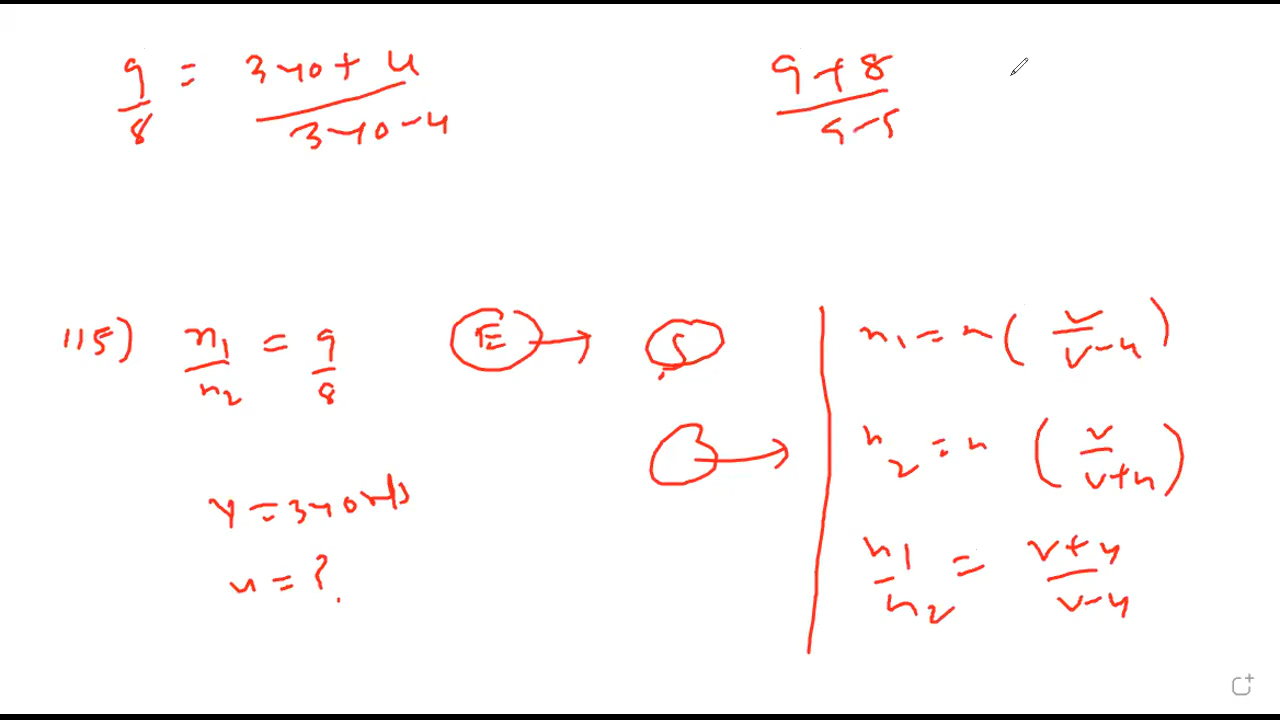 9/8 = (340 + u)/(340 - u)
(9 + 8)/(9 - 8)
115) n1/n2 = 9/8
E → S
v = 340 m/s
u = ?
n1 = n ( v/(v - u) )
n2 = n ( v/(v + u) )
n1/n2 = (v + u)/(v - u)